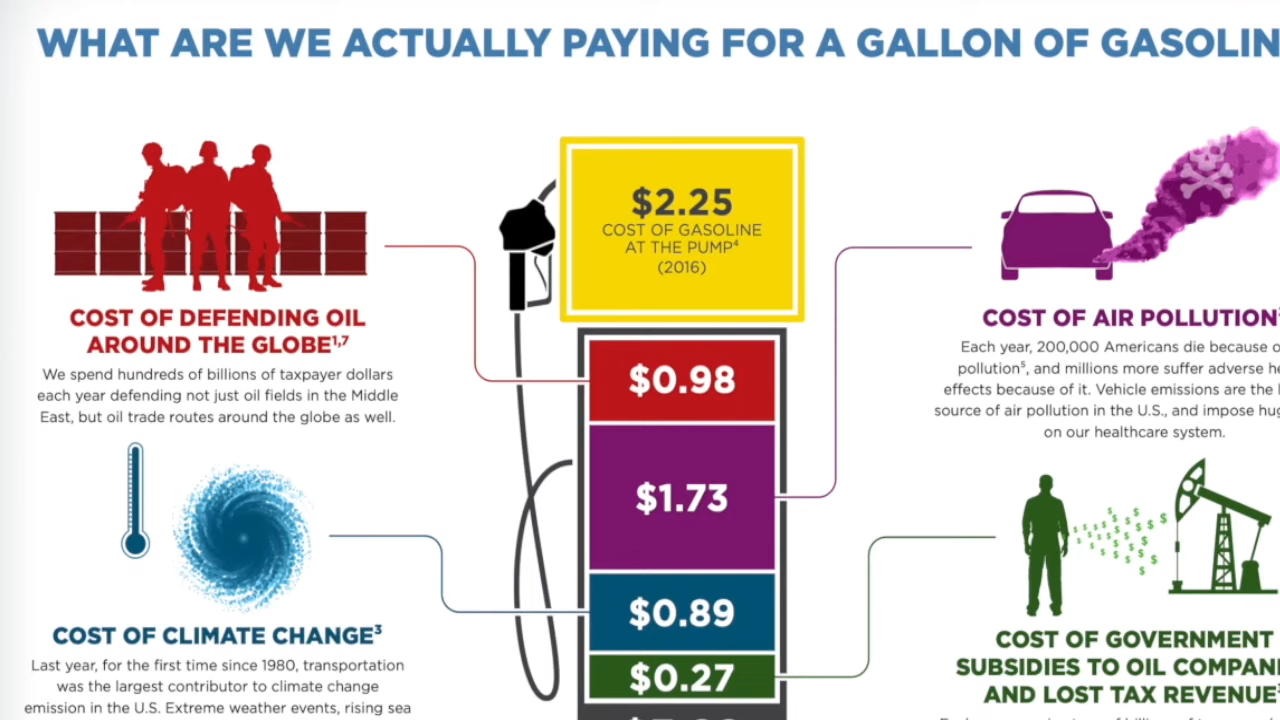 WHAT ARE WE ACTUALLY PAYING FOR A GALLON OF GASOLIN
$2.25
COST OF GASOLINE
AT THE PUMP⁴
(2016)
COST OF DEFENDING OIL
AROUND THE GLOBE¹,⁷
We spend hundreds of billions of taxpayer dollars
each year defending not just oil fields in the Middle
East, but oil trade routes around the globe as well.
$0.98
COST OF AIR POLLUTION
Each year, 200,000 Americans die because
pollution⁵, and millions more suffer adverse
effects because of it. Vehicle emissions are the
source of air pollution in the U.S., and impose
on our healthcare system.
$1.73
COST OF CLIMATE CHANGE³
Last year, for the first time since 1980, transportation
was the largest contributor to climate change
emission in the U.S. Extreme weather events, rising sea
$0.89
COST OF GOVERNMENT
SUBSIDIES TO OIL COMPAN
AND LOST TAX REVENUE
$0.27